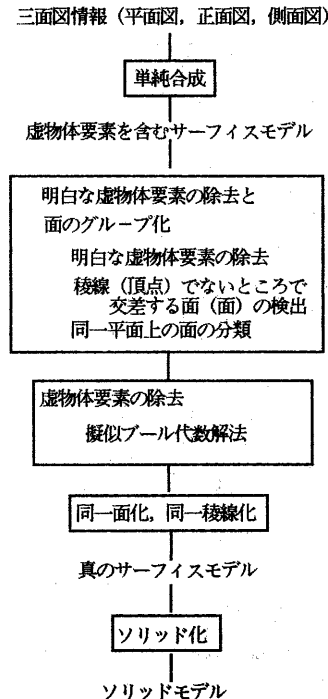 三面図情報（平面図，正面図，側面図）
単純合成
虚物体要素を含むサーフィスモデル
明白な虚物体要素の除去と
面のグループ化
明白な虚物体要素の除去
稜線（頂点）でないところで
交差する面（面）の検出
同一平面上の面の分類
虚物体要素の除去
擬似ブール代数解法
同一面化，同一稜線化
真のサーフィスモデル
ソリッド化
ソリッドモデル